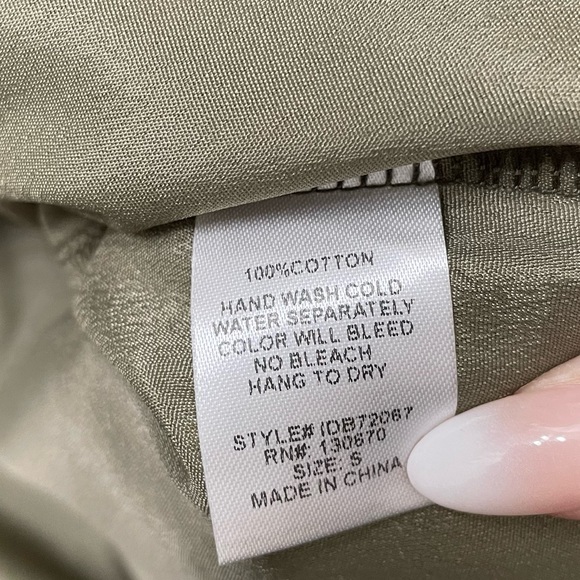 100%COTTON
HAND WASH COLD
WATER SEPARATELY
COLOR WILL BLEED
NO BLEACH
HANG TO DRY
STYLE# IDB72067
RN#: 130670
SIZE: S
MADE IN CHINA